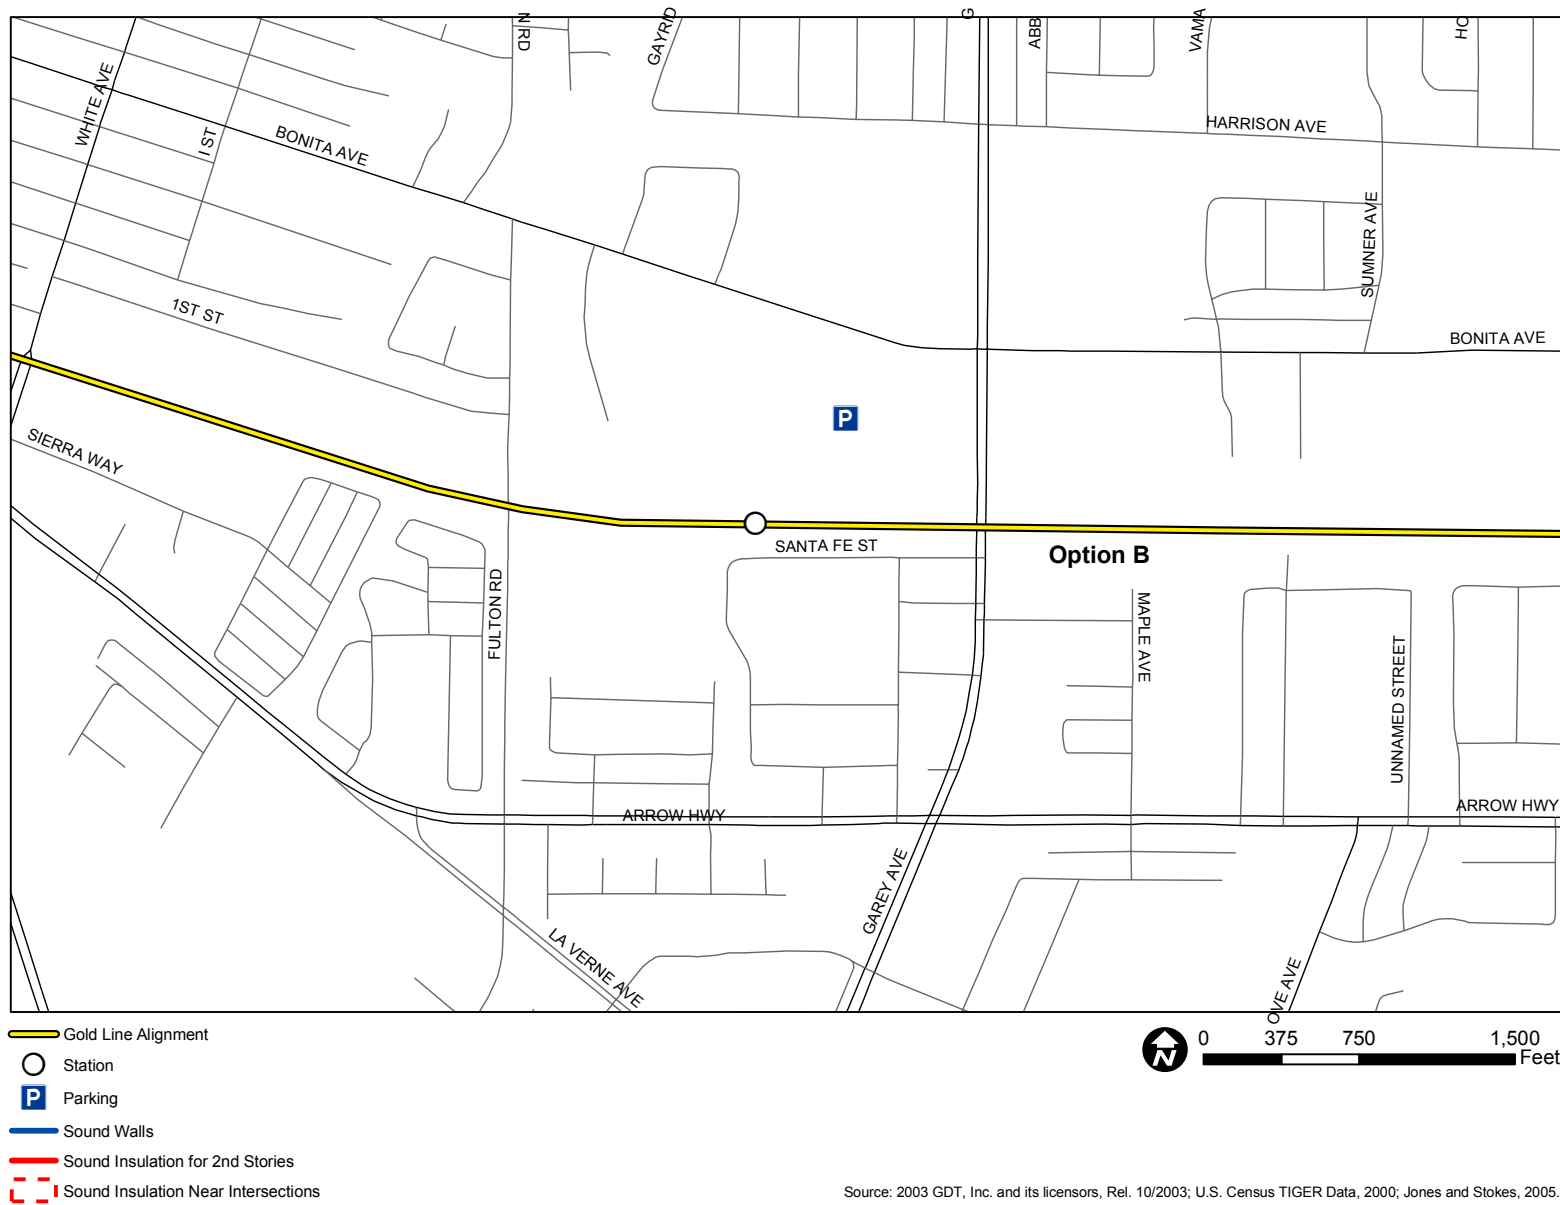 N RD
GAYRID
G
ABB
VAMA
HO
WHITE AVE
I ST
BONITA AVE
HARRISON AVE
SUMNER AVE
1ST ST
BONITA AVE
P
SIERRA WAY
SANTA FE ST
Option B
FULTON RD
MAPLE AVE
UNNAMED STREET
ARROW HWY
ARROW HWY
GAREY AVE
LA VERNE AVE
OVE AVE
Gold Line Alignment
Station
P Parking
Sound Walls
Sound Insulation for 2nd Stories
Sound Insulation Near Intersections
N
0 375 750 1,500
Feet
Source: 2003 GDT, Inc. and its licensors, Rel. 10/2003; U.S. Census TIGER Data, 2000; Jones and Stokes, 2005.